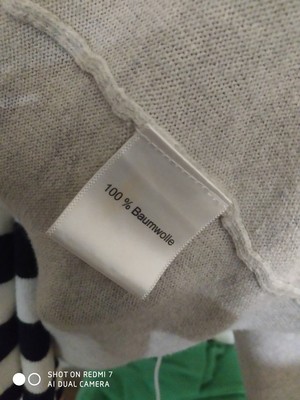 100 % Baumwolle
SHOT ON REDMI 7
AI DUAL CAMERA